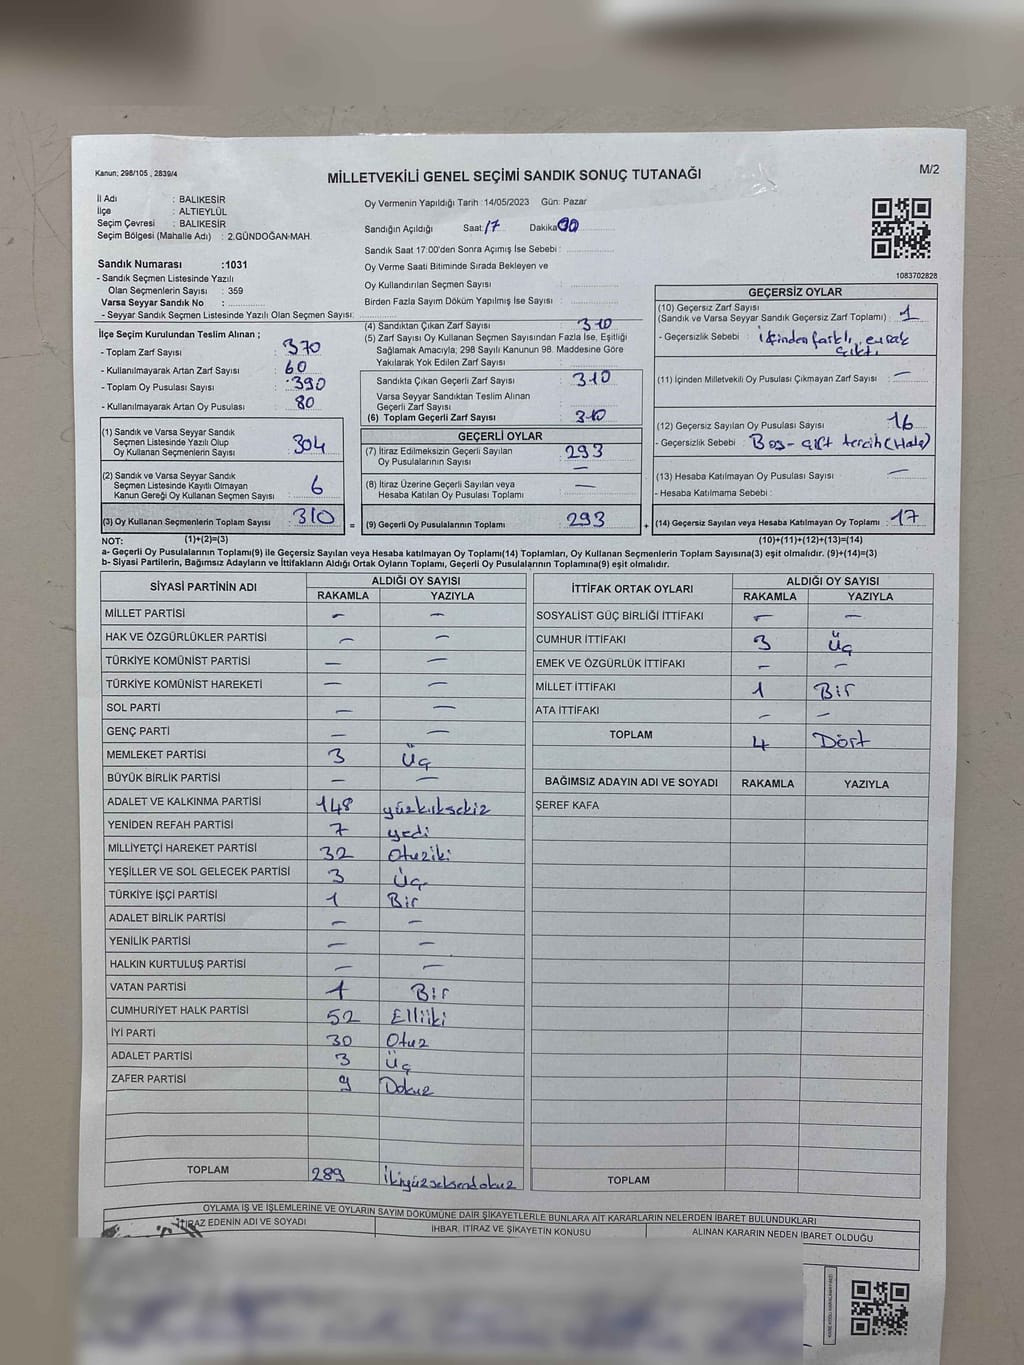 Kanun; 298/105 , 2839/4
MİLLETVEKİLİ GENEL SEÇİMİ SANDIK SONUÇ TUTANAĞI
M/2
İl Adı : BALIKESİR
İlçe : ALTIEYLÜL
Seçim Çevresi : BALIKESİR
Seçim Bölgesi (Mahalle Adı) : 2.GÜNDOĞAN MAH.
Oy Vermenin Yapıldığı Tarih : 14/05/2023 Gün: Pazar
Sandığın Açıldığı Saat 17 Dakika
Sandık Saat 17:00'den Sonra Açımış İse Sebebi :
Oy Verme Saati Bitiminde Sırada Bekleyen ve
Oy Kullandırılan Seçmen Sayısı :
Birden Fazla Sayım Döküm Yapılmış İse Sayısı :
1083702828
Sandık Numarası :1031
- Sandık Seçmen Listesinde Yazılı
Olan Seçmenlerin Sayısı : 359
Varsa Seyyar Sandık No :
- Seyyar Sandık Seçmen Listesinde Yazılı Olan Seçmen Sayısı:
İlçe Seçim Kurulundan Teslim Alınan ;
- Toplam Zarf Sayısı : 370
- Kullanılmayarak Artan Zarf Sayısı : 60
- Toplam Oy Pusulası Sayısı : 390
- Kullanılmayarak Artan Oy Pusulası : 80
(1) Sandık ve Varsa Seyyar Sandık
Seçmen Listesinde Yazılı Olup
Oy Kullanan Seçmenlerin Sayısı : 304
(2) Sandık ve Varsa Seyyar Sandık
Seçmen Listesinde Kayıtlı Olmayan
Kanun Gereği Oy Kullanan Seçmen Sayısı : 6
(3) Oy Kullanan Seçmenlerin Toplam Sayısı : 310
(4) Sandıktan Çıkan Zarf Sayısı : 310
(5) Zarf Sayısı Oy Kullanan Seçmen Sayısından Fazla İse, Eşitliği
Sağlamak Amacıyla; 298 Sayılı Kanunun 98. Maddesine Göre
Yakılarak Yok Edilen Zarf Sayısı :
Sandıkta Çıkan Geçerli Zarf Sayısı : 310
Varsa Seyyar Sandıktan Teslim Alınan
Geçerli Zarf Sayısı :
(6) Toplam Geçerli Zarf Sayısı : 310
GEÇERLİ OYLAR
(7) İtiraz Edilmeksizin Geçerli Sayılan
Oy Pusulalarının Sayısı : 293
(8) İtiraz Üzerine Geçerli Sayılan veya
Hesaba Katılan Oy Pusulası Toplamı : —
= (9) Geçerli Oy Pusulalarının Toplamı : 293 +
GEÇERSİZ OYLAR
(10) Geçersiz Zarf Sayısı
(Sandık ve Varsa Seyyar Sandık Geçersiz Zarf Toplamı) : 1
- Geçersizlik Sebebi : içinden farklı evrak
çıktı
(11) İçinden Milletvekili Oy Pusulası Çıkmayan Zarf Sayısı : —
(12) Geçersiz Sayılan Oy Pusulası Sayısı : 16
- Geçersizlik Sebebi : Boş-çift tercih(Hata)
(13) Hesaba Katılmayan Oy Pusulası Sayısı : —
- Hesaba Katılmama Sebebi :
(14) Geçersiz Sayılan veya Hesaba Katılmayan Oy Toplamı : 17
NOT: (1)+(2)=(3) (10)+(11)+(12)+(13)=(14)
a- Geçerli Oy Pusulalarının Toplamı(9) ile Geçersiz Sayılan veya Hesaba katılmayan Oy Toplamı(14) Toplamları, Oy Kullanan Seçmenlerin Toplam Sayısına(3) eşit olmalıdır. (9)+(14)=(3)
b- Siyasi Partilerin, Bağımsız Adayların ve İttifakların Aldığı Ortak Oyların Toplamı, Geçerli Oy Pusulalarının Toplamına(9) eşit olmalıdır.
SİYASİ PARTİNİN ADI ALDIĞI OY SAYISI
RAKAMLA YAZIYLA
MİLLET PARTİSİ — —
HAK VE ÖZGÜRLÜKLER PARTİSİ — —
TÜRKİYE KOMÜNİST PARTİSİ — —
TÜRKİYE KOMÜNİST HAREKETİ — —
SOL PARTİ — —
GENÇ PARTİ — —
MEMLEKET PARTİSİ 3 Üç
BÜYÜK BİRLİK PARTİSİ — —
ADALET VE KALKINMA PARTİSİ 148 yüzkırksekiz
YENİDEN REFAH PARTİSİ 7 yedi
MİLLİYETÇİ HAREKET PARTİSİ 32 Otuziki
YEŞİLLER VE SOL GELECEK PARTİSİ 3 Üç
TÜRKİYE İŞÇİ PARTİSİ 1 Bir
ADALET BİRLİK PARTİSİ — —
YENİLİK PARTİSİ — —
HALKIN KURTULUŞ PARTİSİ — —
VATAN PARTİSİ 1 Bir
CUMHURİYET HALK PARTİSİ 52 Elliiki
İYİ PARTİ 30 Otuz
ADALET PARTİSİ 3 Üç
ZAFER PARTİSİ 9 Dokuz
TOPLAM 289 İkiyüzseksendokuz
İTTİFAK ORTAK OYLARI ALDIĞI OY SAYISI
RAKAMLA YAZIYLA
SOSYALİST GÜÇ BİRLİĞİ İTTİFAKI — —
CUMHUR İTTİFAKI 3 Üç
EMEK VE ÖZGÜRLÜK İTTİFAKI — —
MİLLET İTTİFAKI 1 Bir
ATA İTTİFAKI — —
TOPLAM 4 Dört
BAĞIMSIZ ADAYIN ADI VE SOYADI RAKAMLA YAZIYLA
ŞEREF KAFA
TOPLAM
OYLAMA İŞ VE İŞLEMLERİNE VE OYLARIN SAYIM DÖKÜMÜNE DAİR ŞİKAYETLERLE BUNLARA AİT KARARLARIN NELERDEN İBARET BULUNDUKLARI
İTİRAZ EDENİN ADI VE SOYADI
İHBAR, İTİRAZ VE ŞİKAYETİN KONUSU
ALINAN KARARIN NEDEN İBARET OLDUĞU